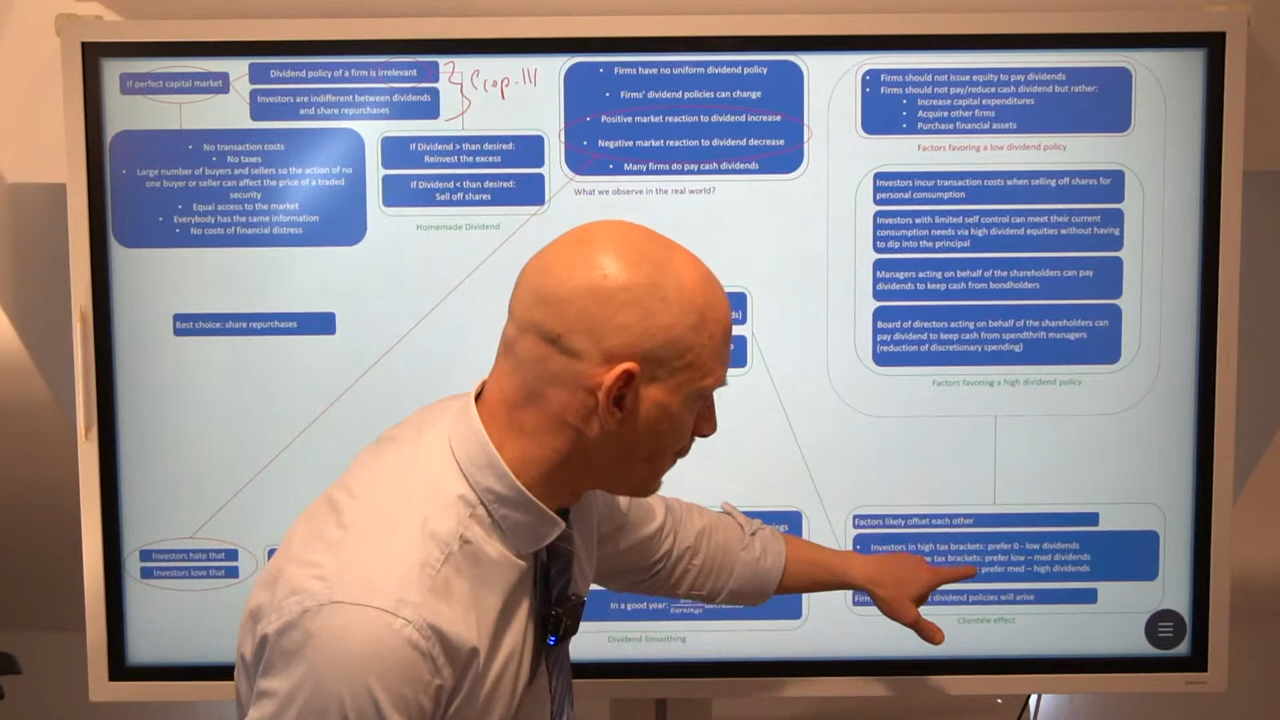 If perfect capital market
Dividend policy of a firm is irrelevant
Investors are indifferent between dividends
and share repurchases
• No transaction costs
• No taxes
• Large number of buyers and sellers so the action of no
one buyer or seller can affect the price of a traded
security
• Equal access to the market
• Everybody has the same information
• No costs of financial distress
If Dividend > than desired:
Reinvest the excess
If Dividend < than desired:
Sell off shares
Homemade Dividend
• Firms have no uniform dividend policy
• Firms' dividend policies can change
• Positive market reaction to dividend increase
• Negative market reaction to dividend decrease
• Many firms do pay cash dividends
What we observe in the real world?
• Firms should not issue equity to pay dividends
• Firms should not pay/reduce cash dividend but rather:
• Increase capital expenditures
• Acquire other firms
• Purchase financial assets
Factors favoring a low dividend policy
Investors incur transaction costs when selling off shares for
personal consumption
Investors with limited self control can meet their current
consumption needs via high dividend equities without having
to dip into the principal
Managers acting on behalf of the shareholders can pay
dividends to keep cash from bondholders
Board of directors acting on behalf of the shareholders can
pay dividend to keep cash from spendthrift managers
(reduction of discretionary spending)
Factors favoring a high dividend policy
Best choice: share repurchases
Investors hate that
Investors love that
In a good year:
Dividend Smoothing
Factors likely offset each other
• Investors in high tax brackets: prefer 0 - low dividends
tax brackets: prefer low – med dividends
: prefer med – high dividends
dividend policies will arise
Clientele effect